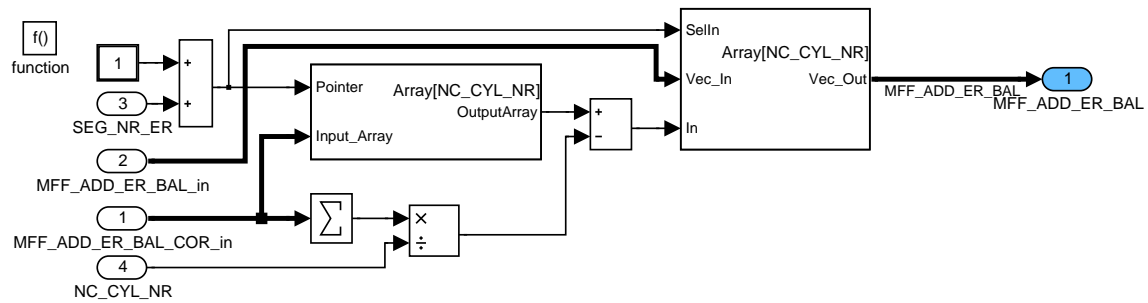 f()
function
1
+
+
3
SEG_NR_ER
2
MFF_ADD_ER_BAL_in
1
MFF_ADD_ER_BAL_COR_in
4
NC_CYL_NR
Pointer
Array[NC_CYL_NR]
OutputArray
Input_Array
∑
×
÷
+
−
SelIn
Array[NC_CYL_NR]
Vec_In
Vec_Out
In
MFF_ADD_ER_BAL
1
MFF_ADD_ER_BAL